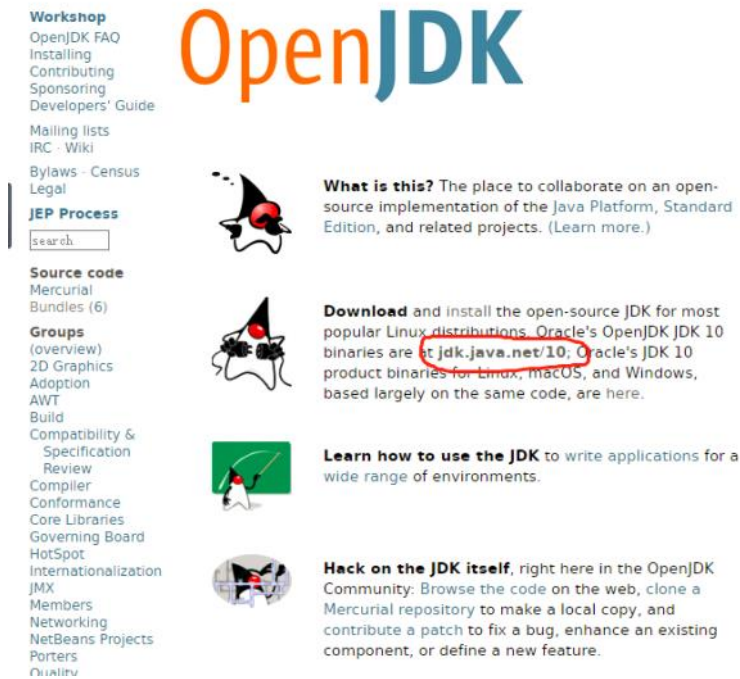 Workshop
OpenJDK FAQ
Installing
Contributing
Sponsoring
Developers' Guide
Mailing lists
IRC · Wiki
Bylaws · Census
Legal
JEP Process
search
Source code
Mercurial
Bundles (6)
Groups
(overview)
2D Graphics
Adoption
AWT
Build
Compatibility &
Specification
Review
Compiler
Conformance
Core Libraries
Governing Board
HotSpot
Internationalization
JMX
Members
Networking
NetBeans Projects
Porters
Quality
OpenJDK
What is this? The place to collaborate on an open-
source implementation of the Java Platform, Standard
Edition, and related projects. (Learn more.)
Download and install the open-source JDK for most
popular Linux distributions. Oracle's OpenJDK JDK 10
binaries are at jdk.java.net/10; Oracle's JDK 10
product binaries for Linux, macOS, and Windows,
based largely on the same code, are here.
Learn how to use the JDK to write applications for a
wide range of environments.
Hack on the JDK itself, right here in the OpenJDK
Community: Browse the code on the web, clone a
Mercurial repository to make a local copy, and
contribute a patch to fix a bug, enhance an existing
component, or define a new feature.